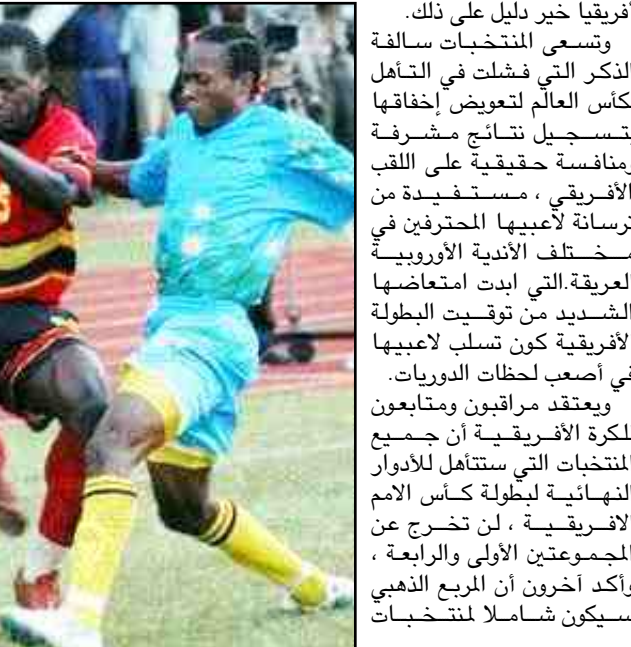 أفريقيا خير دليل على ذلك.
وتسعى المنتخبات سالفة
الذكر التي فشلت في التأهل
لكأس العالم لتعويض إخفاقها
بتسجيل نتائج مشرفة
ومنافسة حقيقية على اللقب
الأفريقي ، مستفيدة من
ترسانة لاعبيها المحترفين في
مختلف الأندية الأوروبية
العريقة.التي ابدت امتعاضها
الشديد من توقيت البطولة
الأفريقية كون تسلب لاعبيها
في أصعب لحظات الدوريات.
ويعتقد مراقبون ومتابعون
للكرة الأفريقية أن جميع
المنتخبات التي ستتأهل للأدوار
النهائية لبطولة كأس الامم
الافريقية ، لن تخرج عن
المجموعتين الأولى والرابعة ،
وأكد آخرون أن المربع الذهبي
سيكون شاملا لمنتخبات